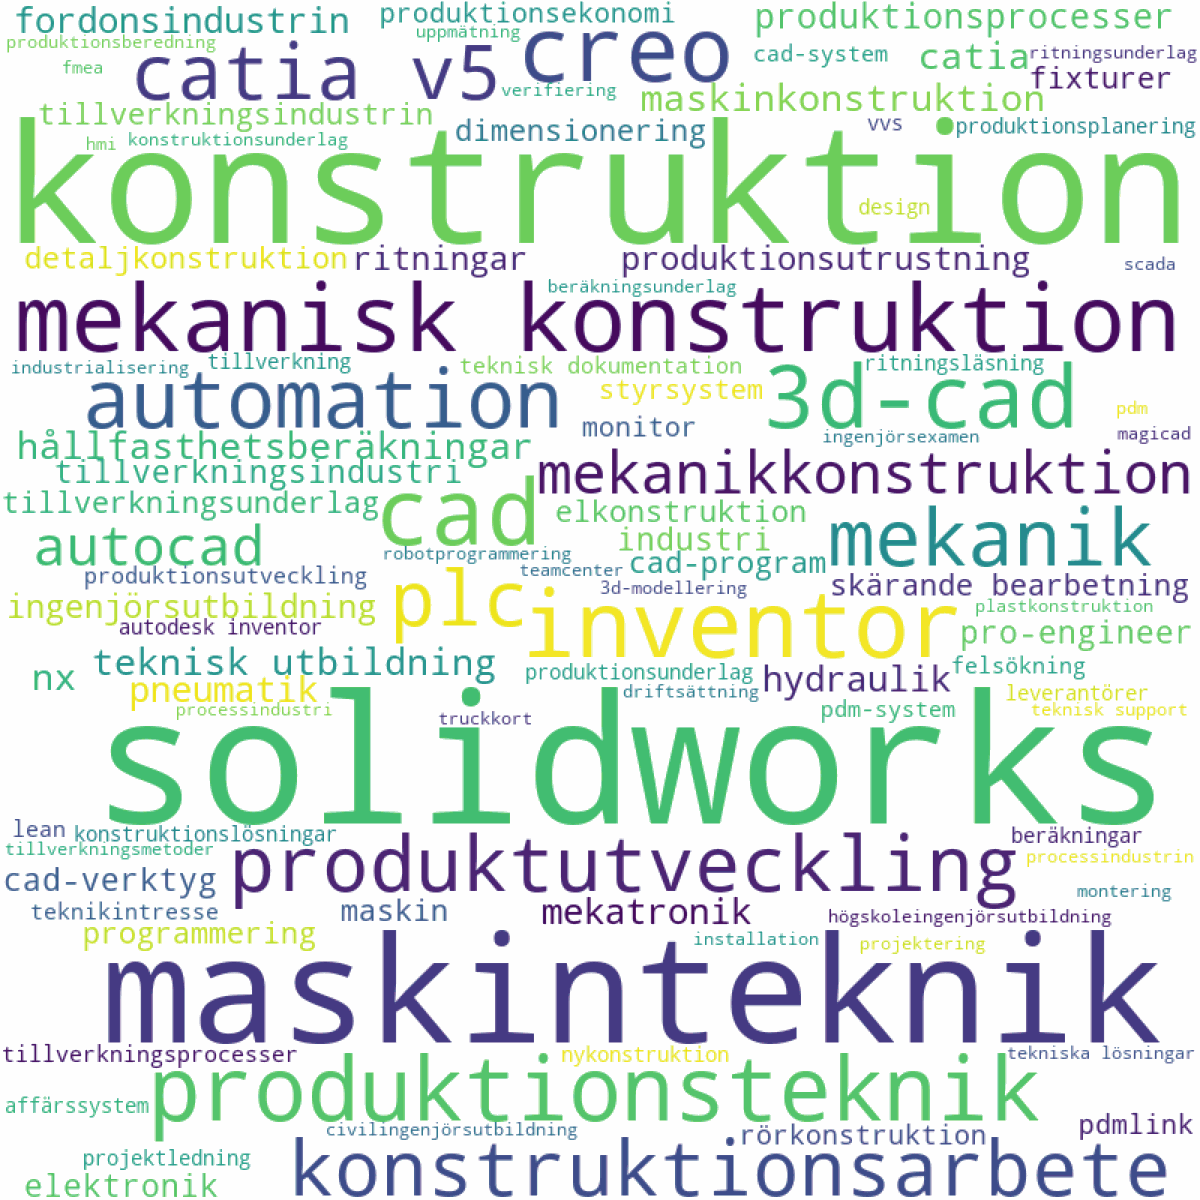 fordonsindustrin
produktionsekonomi
produktionsprocesser
produktionsberedning
uppmätning
catia v5
creo
cad-system
catia
ritningsunderlag
fmea
verifiering
fixturer
maskinkonstruktion
tillverkningsindustrin
dimensionering
vvs
produktionsplanering
hmi
konstruktionsunderlag
konstruktion
design
detaljkonstruktion
ritningar
produktionsutrustning
scada
beräkningsunderlag
mekanisk konstruktion
industrialisering
tillverkning
teknisk dokumentation
ritningsläsning
automation
styrsystem
3d-cad
pdm
monitor
ingenjörsexamen
magicad
hållfasthetsberäkningar
tillverkningsindustri
mekanikkonstruktion
tillverkningsunderlag
cad
elkonstruktion
mekanik
autocad
industri
robotprogrammering
teamcenter
cad-program
produktionsutveckling
3d-modellering
skärande bearbetning
ingenjörsutbildning
plc
inventor
plastkonstruktion
autodesk inventor
pro-engineer
teknisk utbildning
nx
produktionsunderlag
hydraulik
felsökning
pneumatik
driftsättning
leverantörer
processindustri
truckkort
pdm-system
teknisk support
solidworks
lean
konstruktionslösningar
beräkningar
tillverkningsmetoder
produktutveckling
processindustrin
cad-verktyg
montering
teknikintresse
maskin
mekatronik
högskoleingenjörsutbildning
programmering
installation
projektering
maskinteknik
tillverkningsprocesser
nykonstruktion
tekniska lösningar
produktionsteknik
affärssystem
civilingenjörsutbildning
rörkonstruktion
pdmlink
projektledning
konstruktionsarbete
elektronik